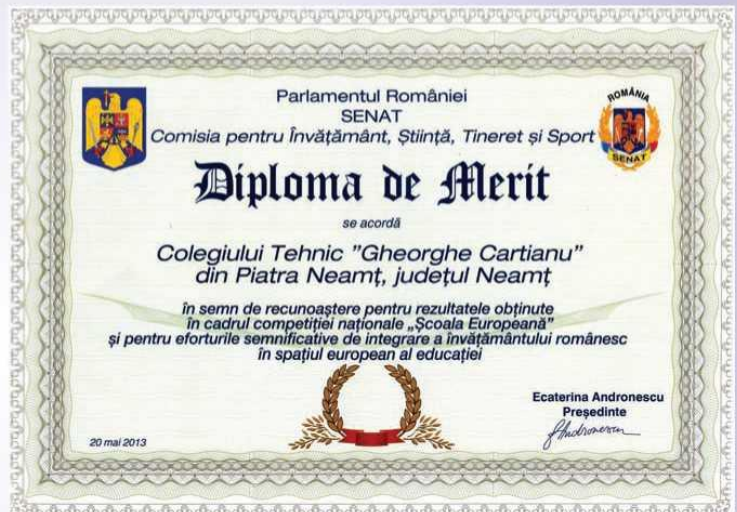 Parlamentul României
SENAT
Comisia pentru Învățământ, Știință, Tineret și Sport
ROMÂNIA
SENAT
Diploma de Merit
se acordă
Colegiului Tehnic ”Gheorghe Cartianu”
din Piatra Neamț, județul Neamț
în semn de recunoaștere pentru rezultatele obținute
în cadrul competiției naționale „Școala Europeană”
și pentru eforturile semnificative de integrare a învățământului românesc
în spațiul european al educației
Ecaterina Andronescu
Președinte
EAndronescu
20 mai 2013